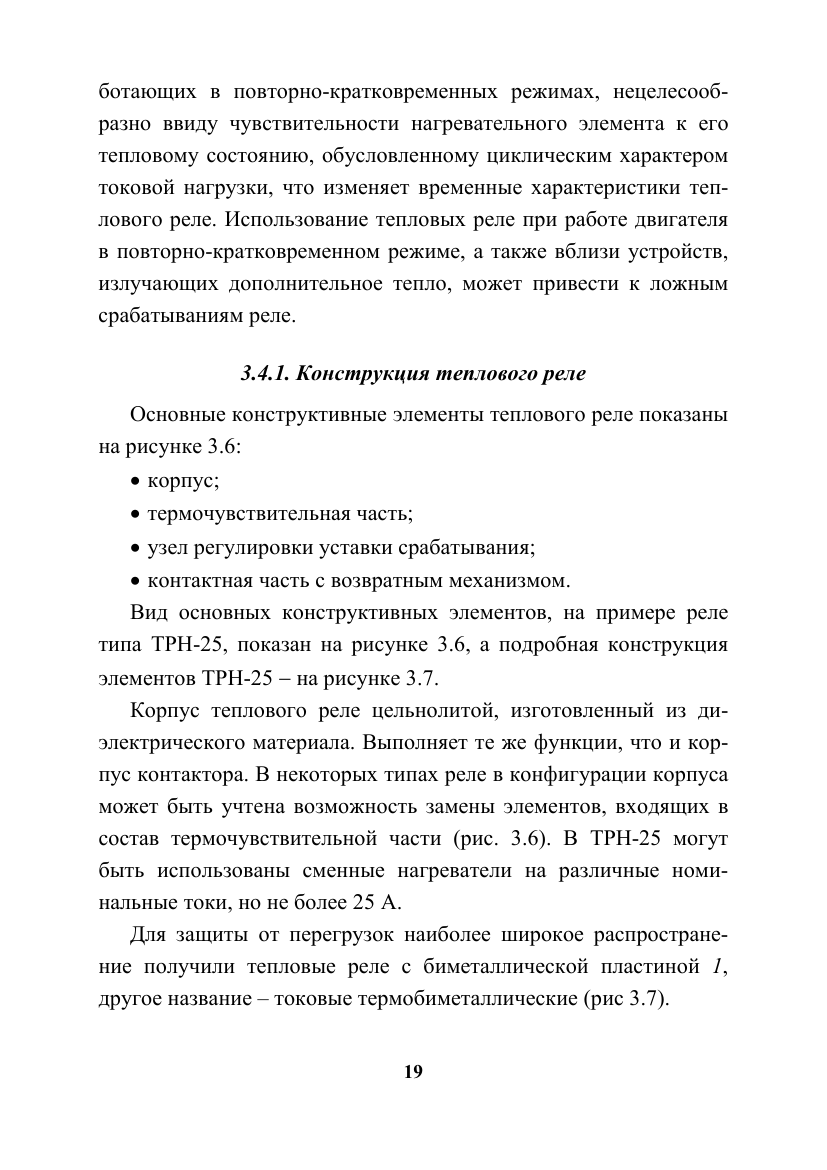 ботающих в повторно-кратковременных режимах, нецелесооб-
разно ввиду чувствительности нагревательного элемента к его
тепловому состоянию, обусловленному циклическим характером
токовой нагрузки, что изменяет временные характеристики теп-
лового реле. Использование тепловых реле при работе двигателя
в повторно-кратковременном режиме, а также вблизи устройств,
излучающих дополнительное тепло, может привести к ложным
срабатываниям реле.
3.4.1. Конструкция теплового реле
Основные конструктивные элементы теплового реле показаны
на рисунке 3.6:
• корпус;
• термочувствительная часть;
• узел регулировки уставки срабатывания;
• контактная часть с возвратным механизмом.
Вид основных конструктивных элементов, на примере реле
типа ТРН-25, показан на рисунке 3.6, а подробная конструкция
элементов ТРН-25 – на рисунке 3.7.
Корпус теплового реле цельнолитой, изготовленный из ди-
электрического материала. Выполняет те же функции, что и кор-
пус контактора. В некоторых типах реле в конфигурации корпуса
может быть учтена возможность замены элементов, входящих в
состав термочувствительной части (рис. 3.6). В ТРН-25 могут
быть использованы сменные нагреватели на различные номи-
нальные токи, но не более 25 А.
Для защиты от перегрузок наиболее широкое распростране-
ние получили тепловые реле с биметаллической пластиной 1,
другое название – токовые термобиметаллические (рис 3.7).
19